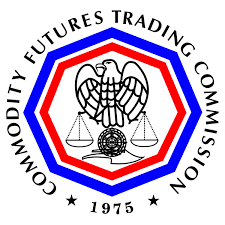 COMMODITY FUTURES TRADING COMMISSION
★ 1975 ★